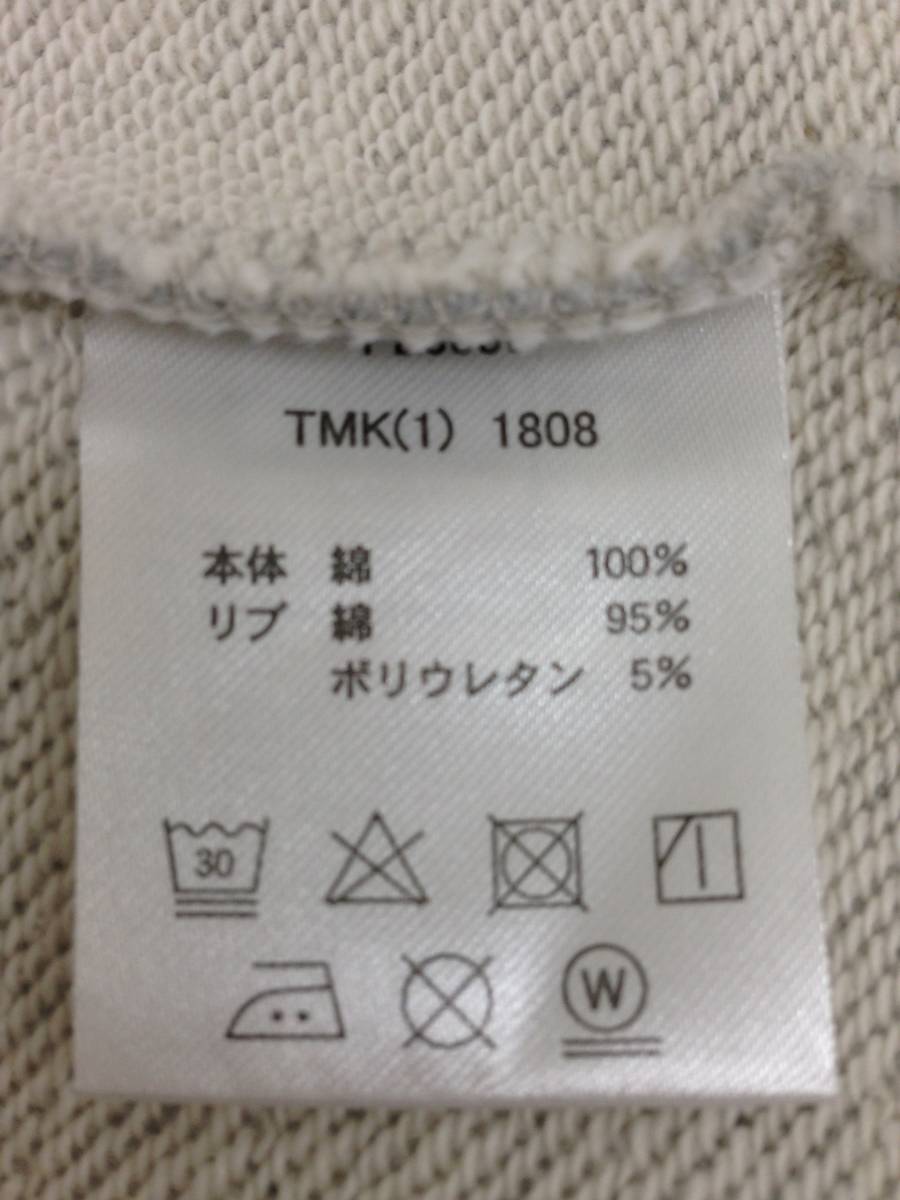 TMK(1) 1808
本体 綿 100%
リブ 綿 95%
ポリウレタン 5%
30
W